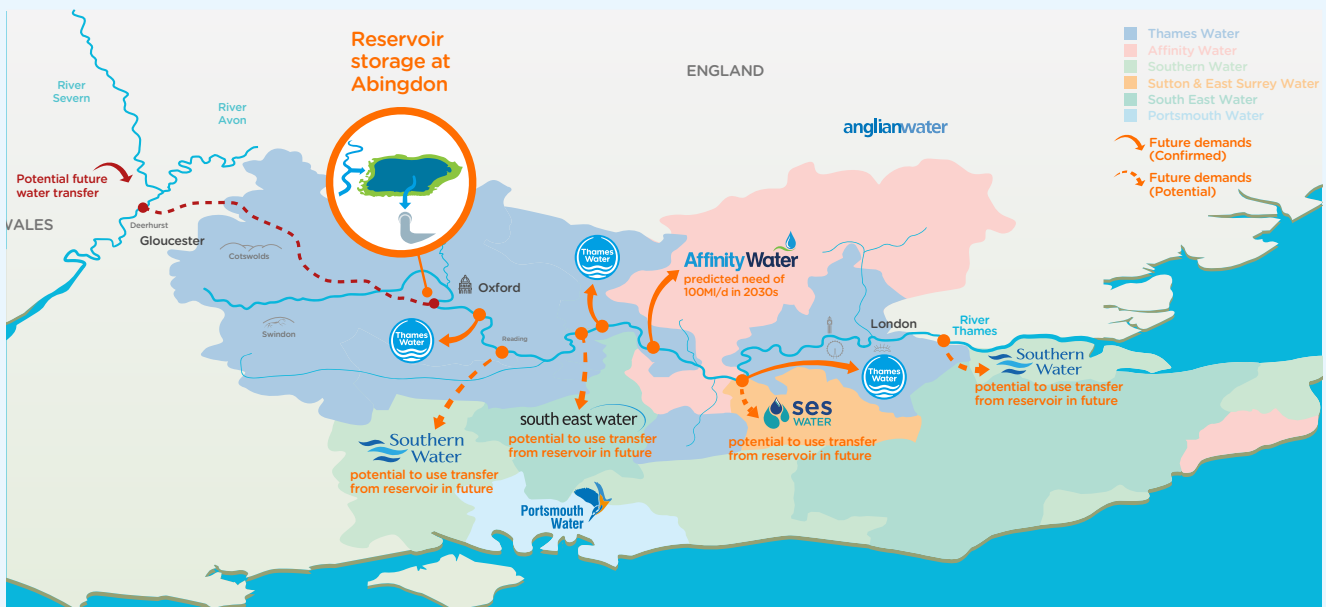 Reservoir
storage at
Abingdon
ENGLAND
Thames Water
Affinity Water
Southern Water
Sutton & East Surrey Water
South East Water
Portsmouth Water
Future demands
(Confirmed)
Future demands
(Potential)
River
Severn
River
Avon
anglianwater
Potential future
water transfer
WALES
Deerhurst
Gloucester
Cotswolds
Swindon
Oxford
Reading
Thames
Water
Thames
Water
AffinityWater
predicted need of
100Ml/d in 2030s
London
River
Thames
Thames
Water
Southern
Water
potential to use transfer
from reservoir in future
ses
WATER
potential to use transfer
from reservoir in future
south east water
potential to use transfer
from reservoir in future
Southern
Water
potential to use transfer
from reservoir in future
Portsmouth
Water